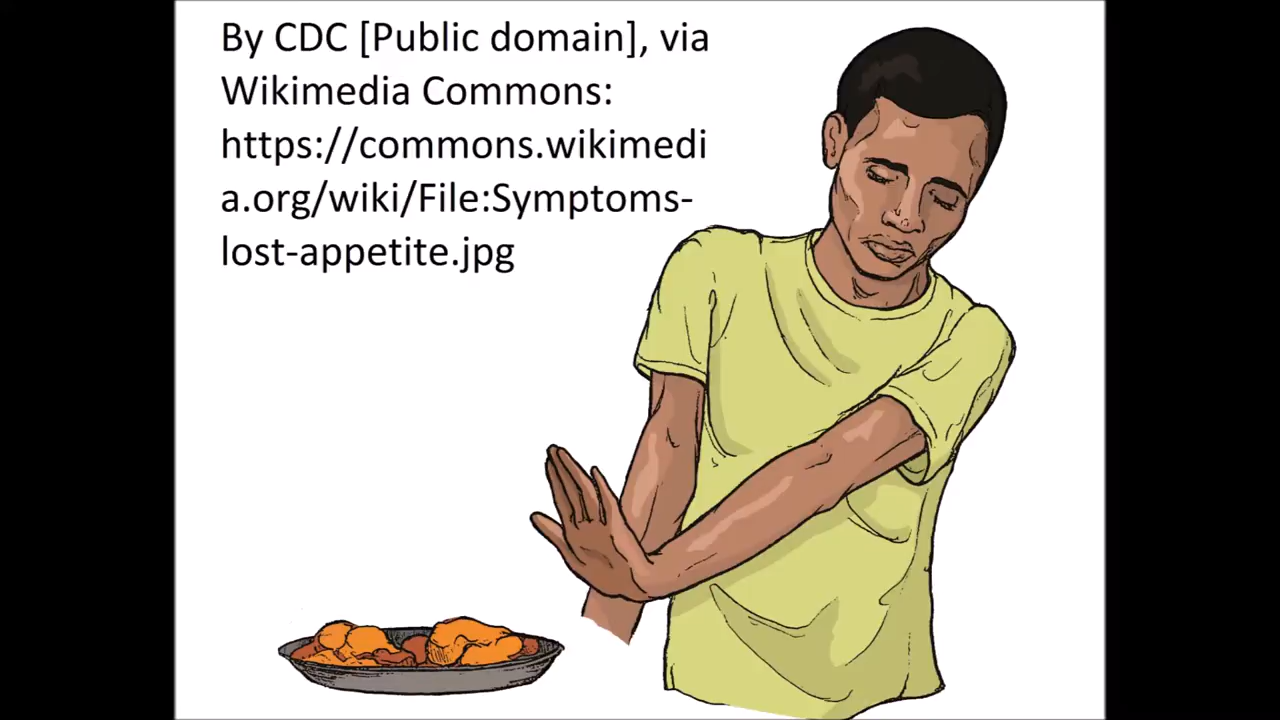 By CDC [Public domain], via
Wikimedia Commons:
https://commons.wikimedi
a.org/wiki/File:Symptoms-
lost-appetite.jpg